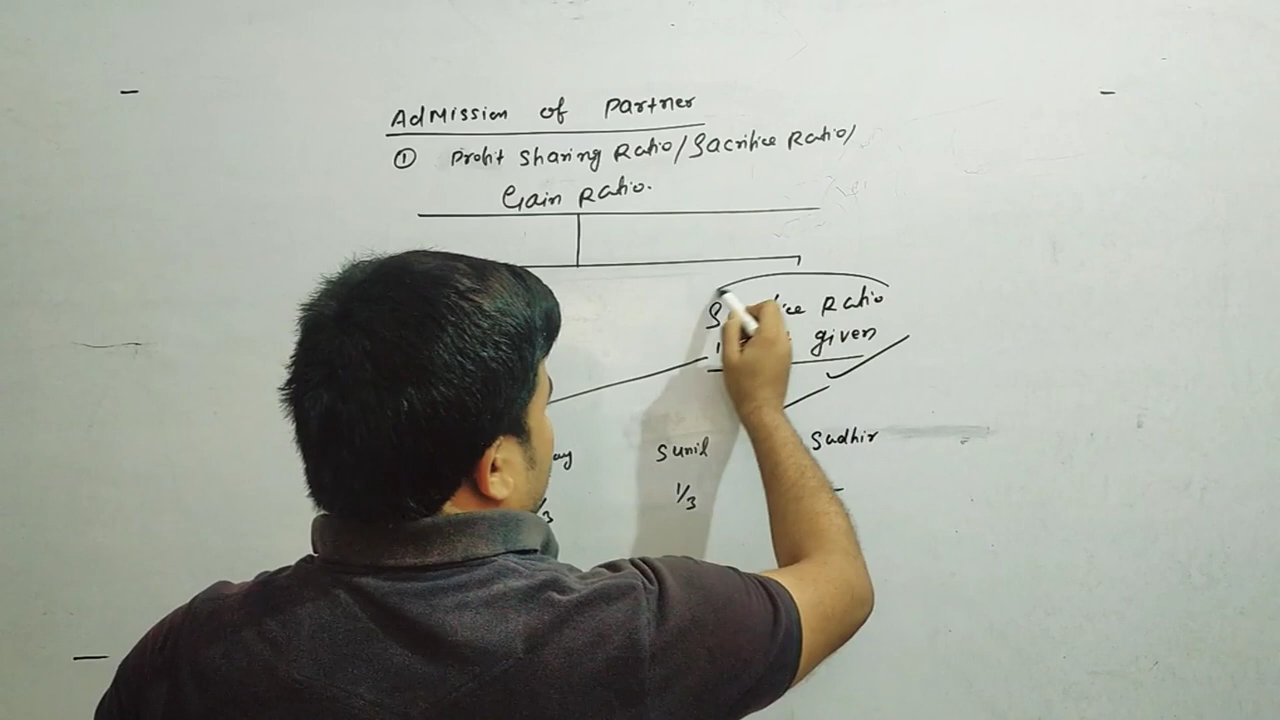 Admission of Partner
① Profit Sharing Ratio/Sacrifice Ratio/
Gain Ratio.
Ratio
given
Sunil Sudhir
1/3